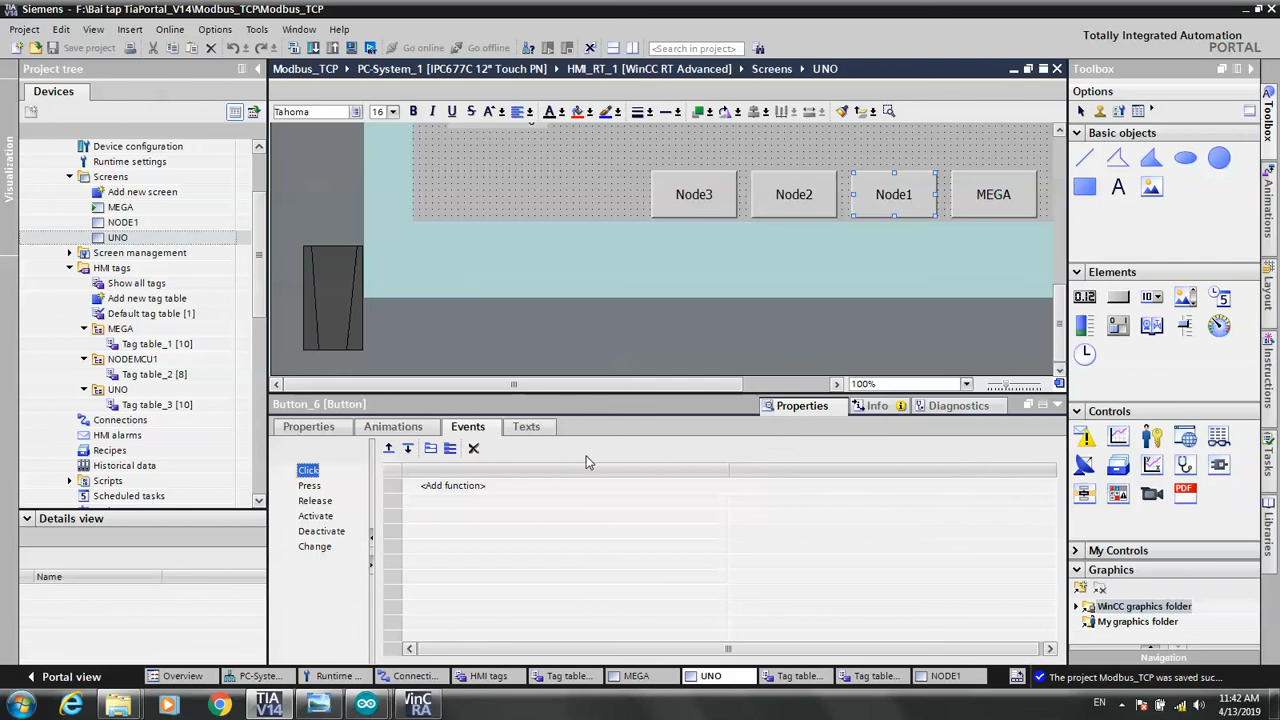 Siemens - F:\Bai tap TiaPortal_V14\Modbus_TCP\Modbus_TCP
Project Edit View Insert Online Options Tools Window Help
Totally Integrated Automation
PORTAL
Save project
Go online
Go offline
<Search in project>
Project tree
Modbus_TCP PC-System_1 [IPC677C 12" Touch PN] HMI_RT_1 [WinCC RT Advanced] Screens UNO
Toolbox
Devices
Options
Visualization
Tahoma
16
B I U S A
Device configuration
Runtime settings
Screens
Add new screen
MEGA
NODE1
UNO
Screen management
HMI tags
Show all tags
Add new tag table
Default tag table [1]
MEGA
Tag table_1 [10]
NODEMCU1
Tag table_2 [8]
UNO
Tag table_3 [10]
Connections
HMI alarms
Recipes
Historical data
Scripts
Scheduled tasks
Node3
Node2
Node1
MEGA
100%
Basic objects
Elements
Controls
My Controls
Graphics
WinCC graphics folder
My graphics folder
Navigation
Toolbox
Animations
Layout
Instructions
Tasks
Libraries
Button_6 [Button]
Properties
Info
Diagnostics
Properties
Animations
Events
Texts
Click
Press
Release
Activate
Deactivate
Change
<Add function>
Details view
Name
Portal view
Overview
PC-Syste...
Runtime ...
Connecti...
HMI tags
Tag table...
MEGA
UNO
Tag table...
Tag table...
NODE1
The project Modbus_TCP was saved suc...
EN
11:42 AM
4/13/2019